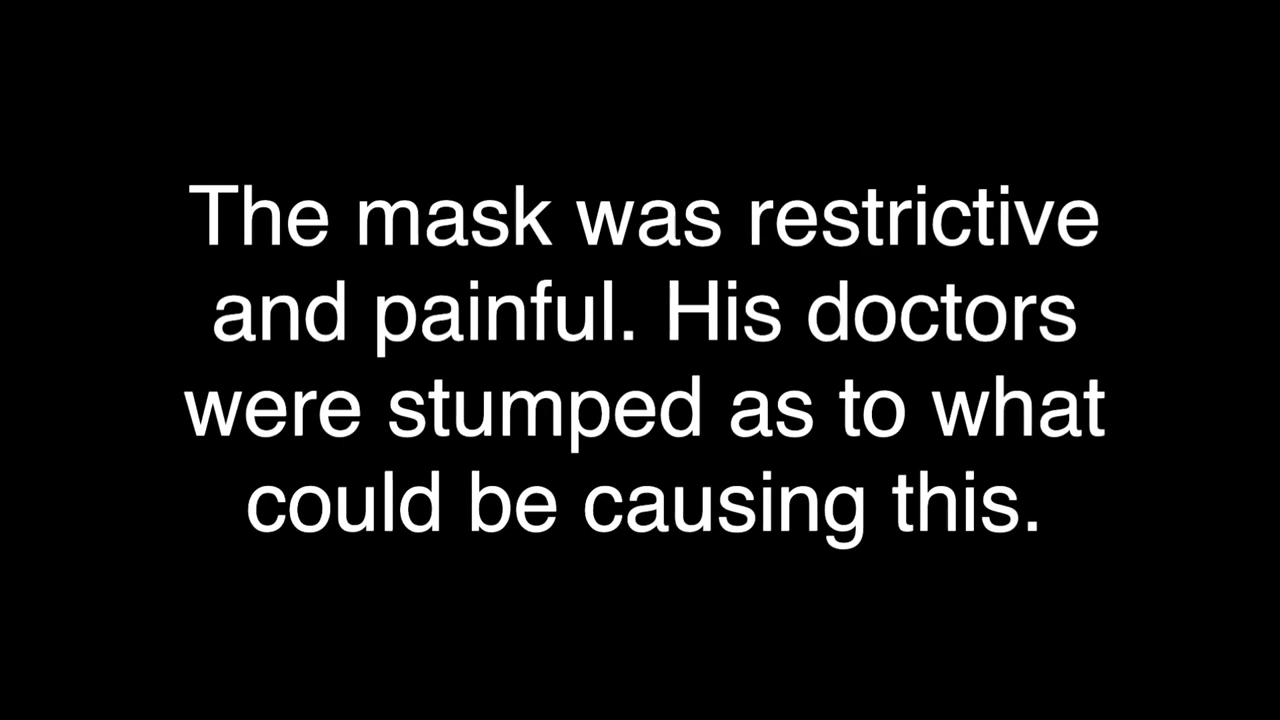 The mask was restrictive
and painful. His doctors
were stumped as to what
could be causing this.